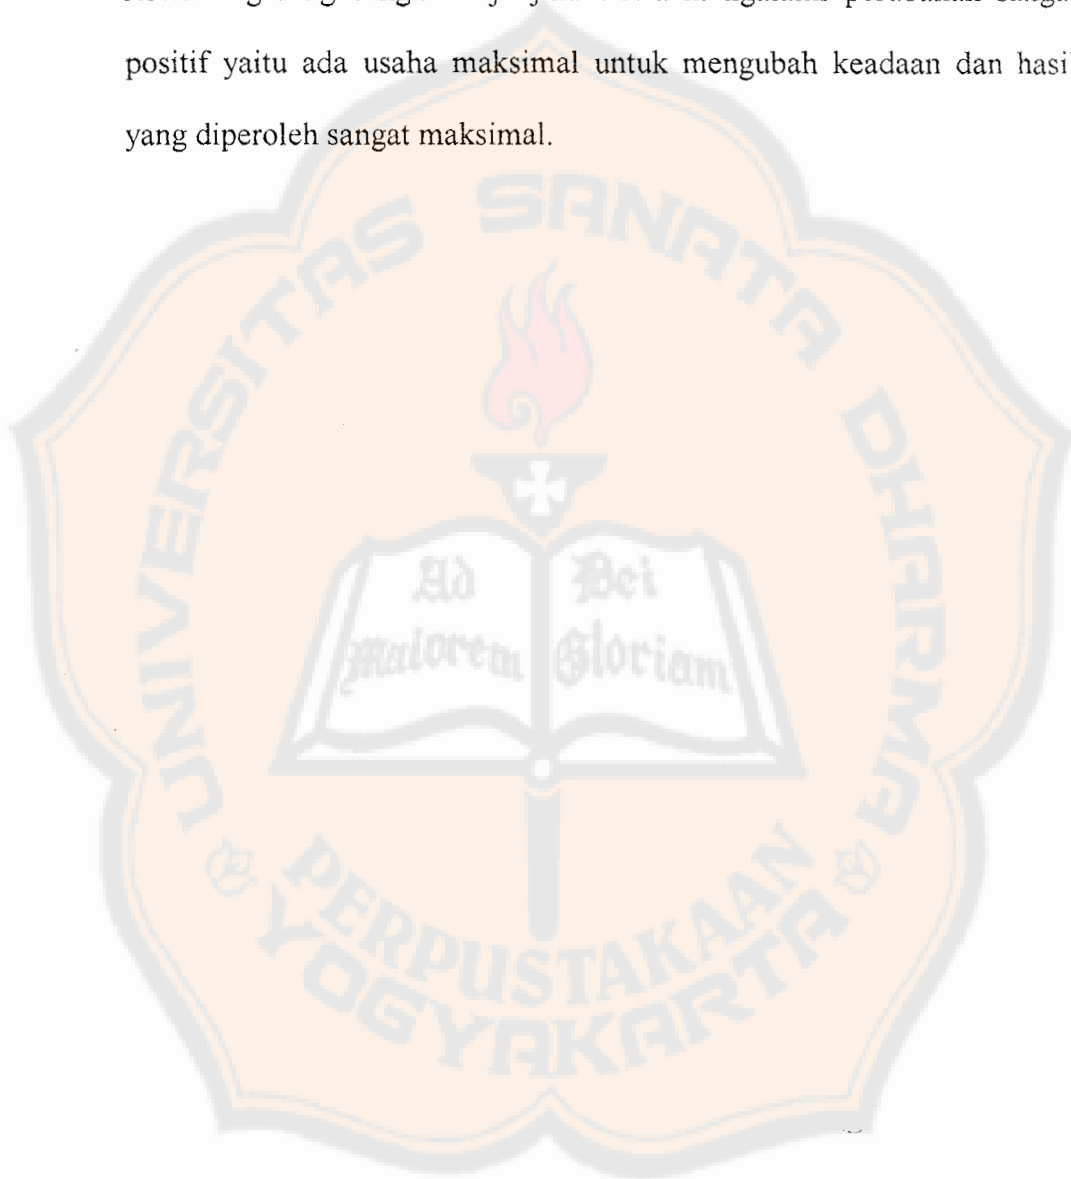 positif yaitu ada usaha maksimal untuk mengubah keadaan dan hasi
yang diperoleh sangat maksimal.
UNIVERSITAS SANATA DHARMA
Ad Dei
Maiorem Gloriam
PERPUSTAKAAN
YOGYAKARTA